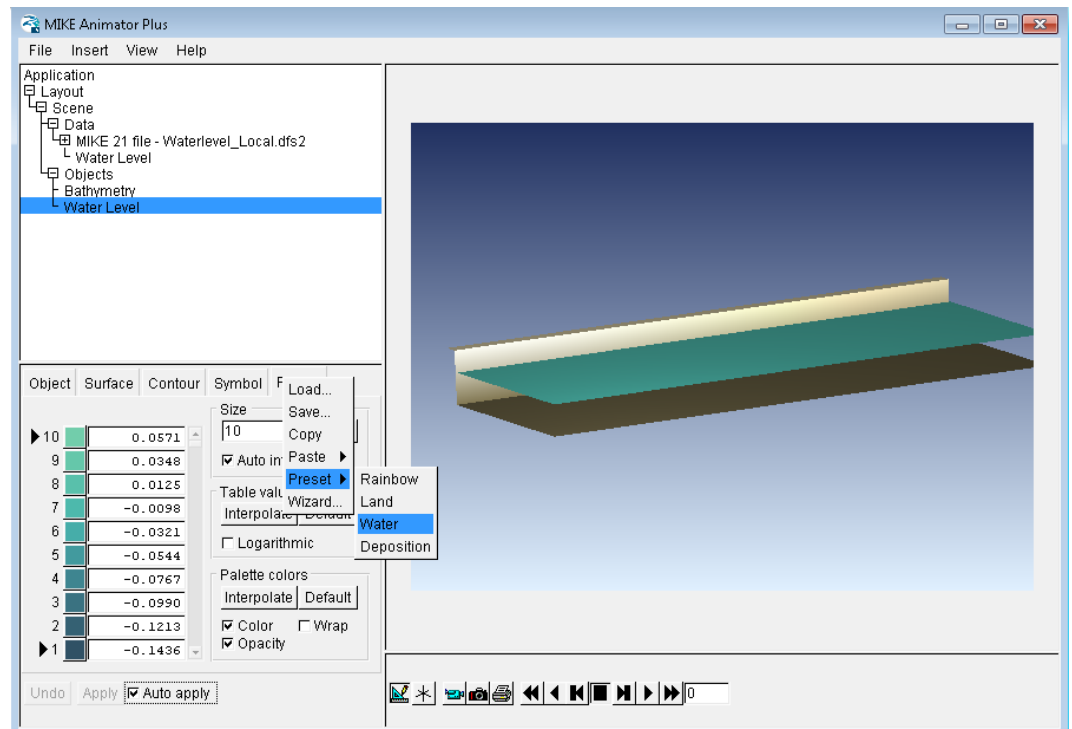 MIKE Animator Plus
File Insert View Help
Application
Layout
Scene
Data
MIKE 21 file - Waterlevel_Local.dfs2
Water Level
Objects
Bathymetry
Water Level
Object Surface Contour Symbol
Load...
Save...
Copy
Paste
Preset
Wizard...
Rainbow
Land
Water
Deposition
10 0.0571
9 0.0348
8 0.0125
7 -0.0098
6 -0.0321
5 -0.0544
4 -0.0767
3 -0.0990
2 -0.1213
1 -0.1436
Size
10
Auto in
Table valu
Interpolate Default
Logarithmic
Palette colors
Interpolate Default
Color Wrap
Opacity
Undo Apply Auto apply
0